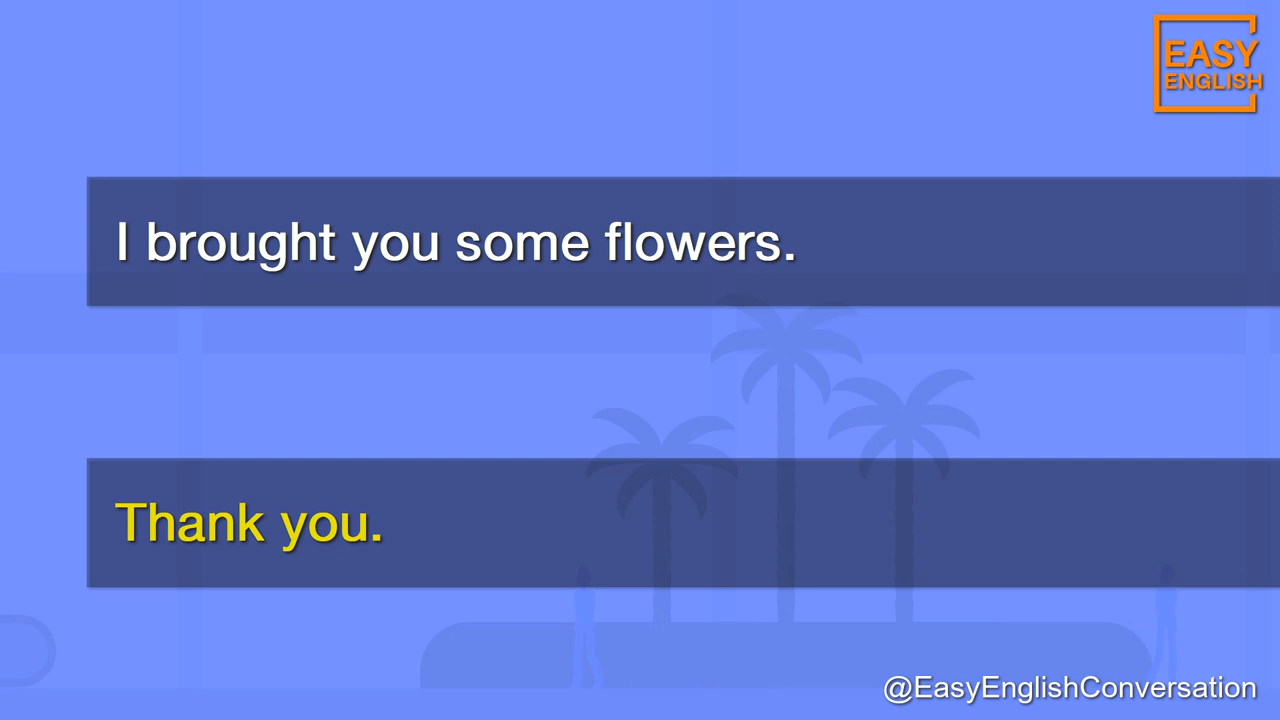 EASY
ENGLISH
I brought you some flowers.
Thank you.
@EasyEnglishConversation